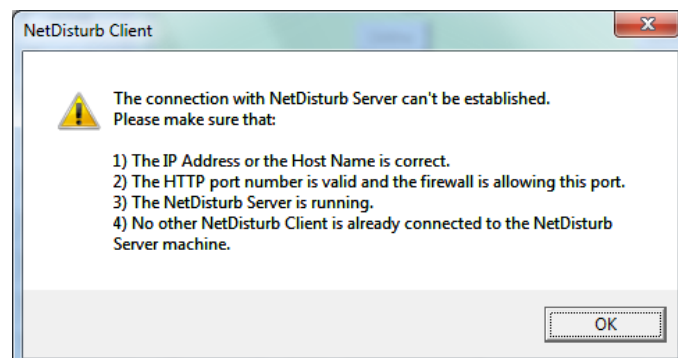 NetDisturb Client
The connection with NetDisturb Server can't be established.
Please make sure that:
1) The IP Address or the Host Name is correct.
2) The HTTP port number is valid and the firewall is allowing this port.
3) The NetDisturb Server is running.
4) No other NetDisturb Client is already connected to the NetDisturb
Server machine.
OK